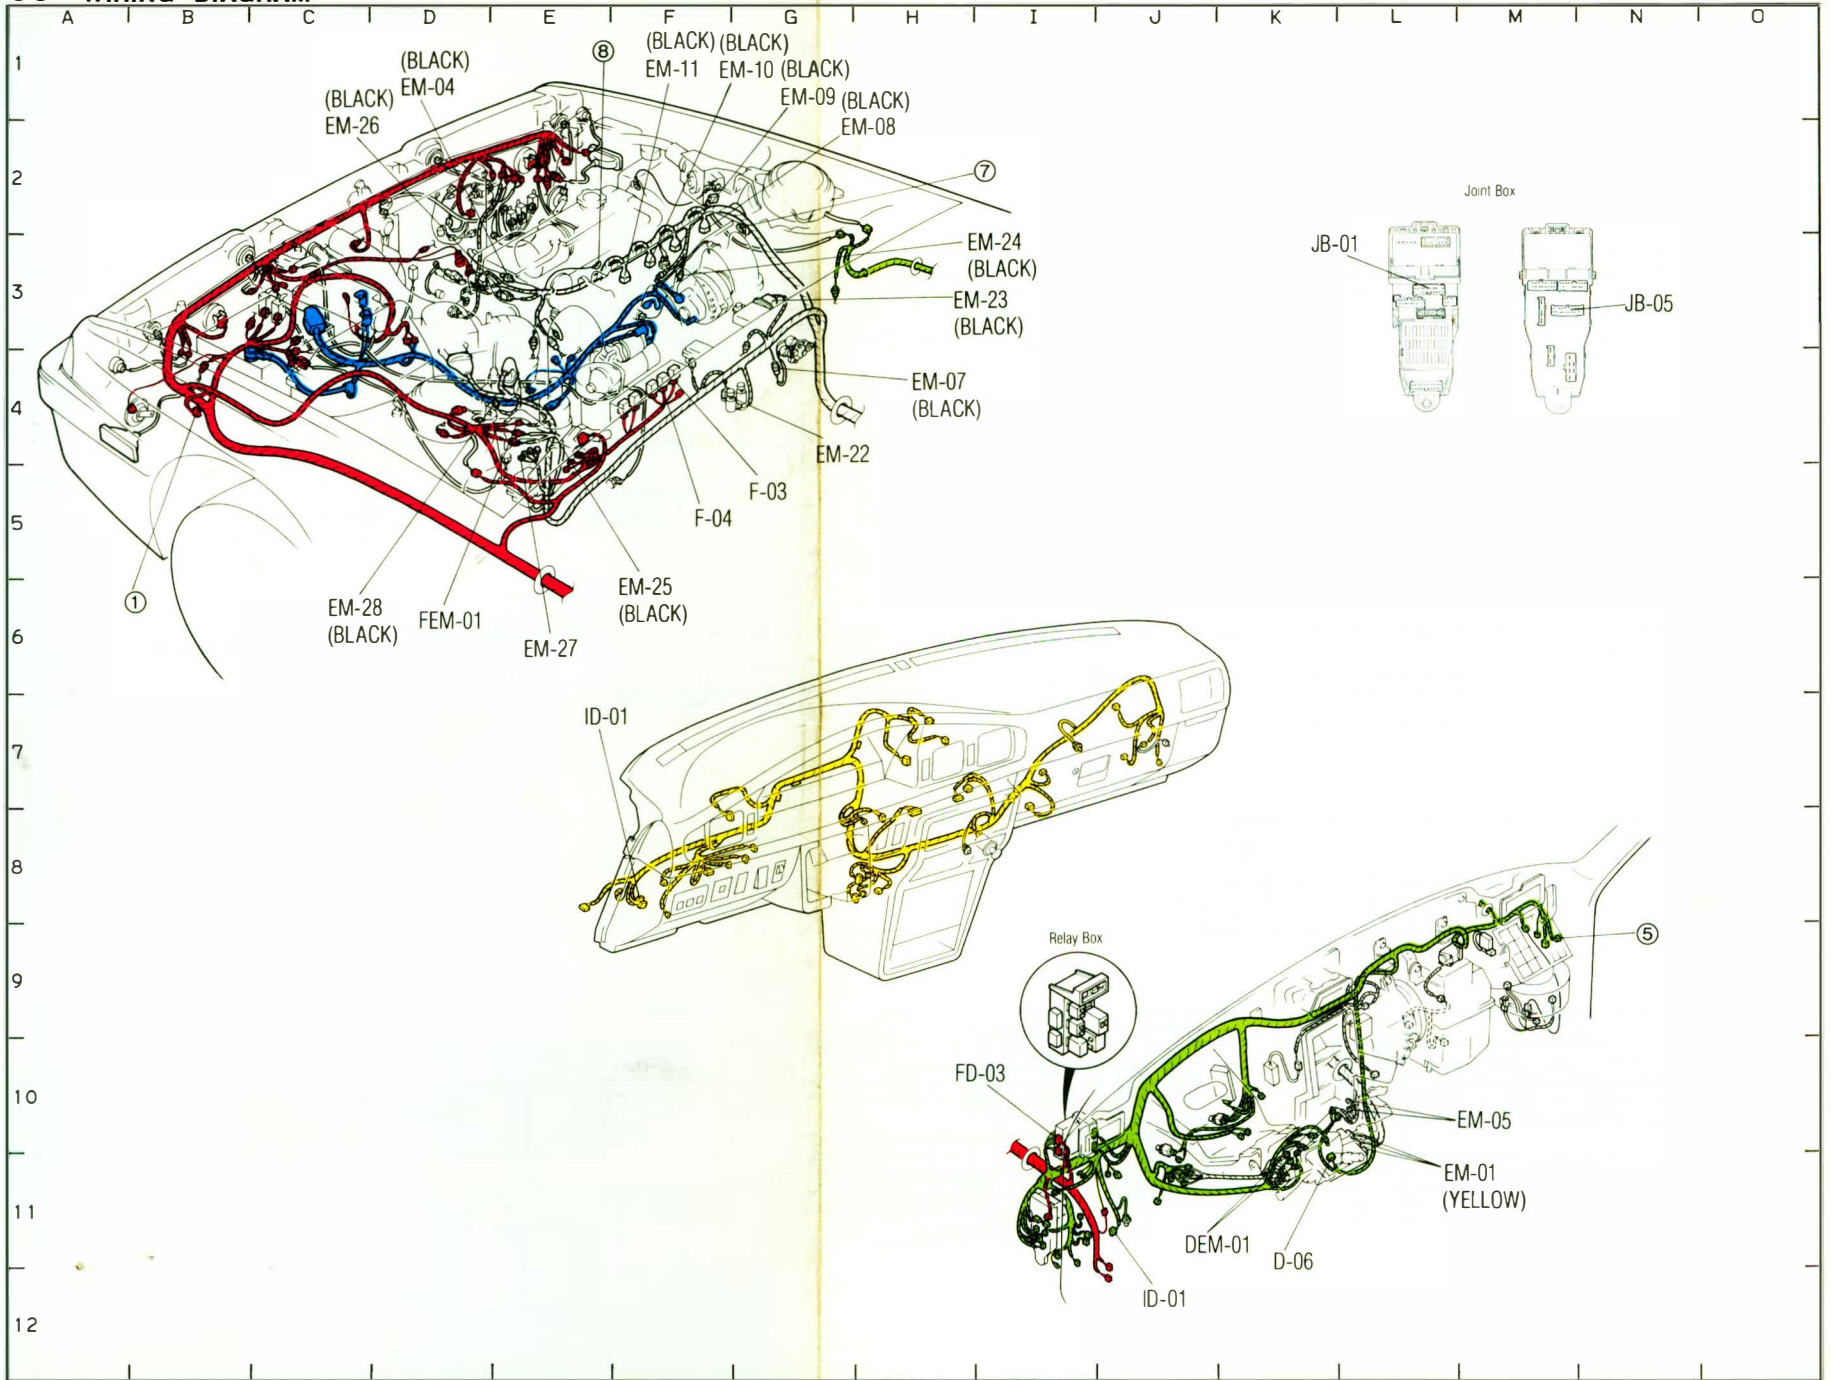 A B C D E F G H I J K L M N O
1
2
3
4
5
6
7
8
9
10
11
12
(BLACK)
EM-26
(BLACK)
EM-04
8
(BLACK)
EM-11
(BLACK)
EM-10
(BLACK)
EM-09
(BLACK)
EM-08
7
EM-24
(BLACK)
EM-23
(BLACK)
EM-07
(BLACK)
EM-22
F-03
F-04
EM-25
(BLACK)
EM-27
FEM-01
EM-28
(BLACK)
1
Joint Box
JB-01
JB-05
ID-01
Relay Box
FD-03
5
EM-05
EM-01
(YELLOW)
DEM-01
D-06
ID-01